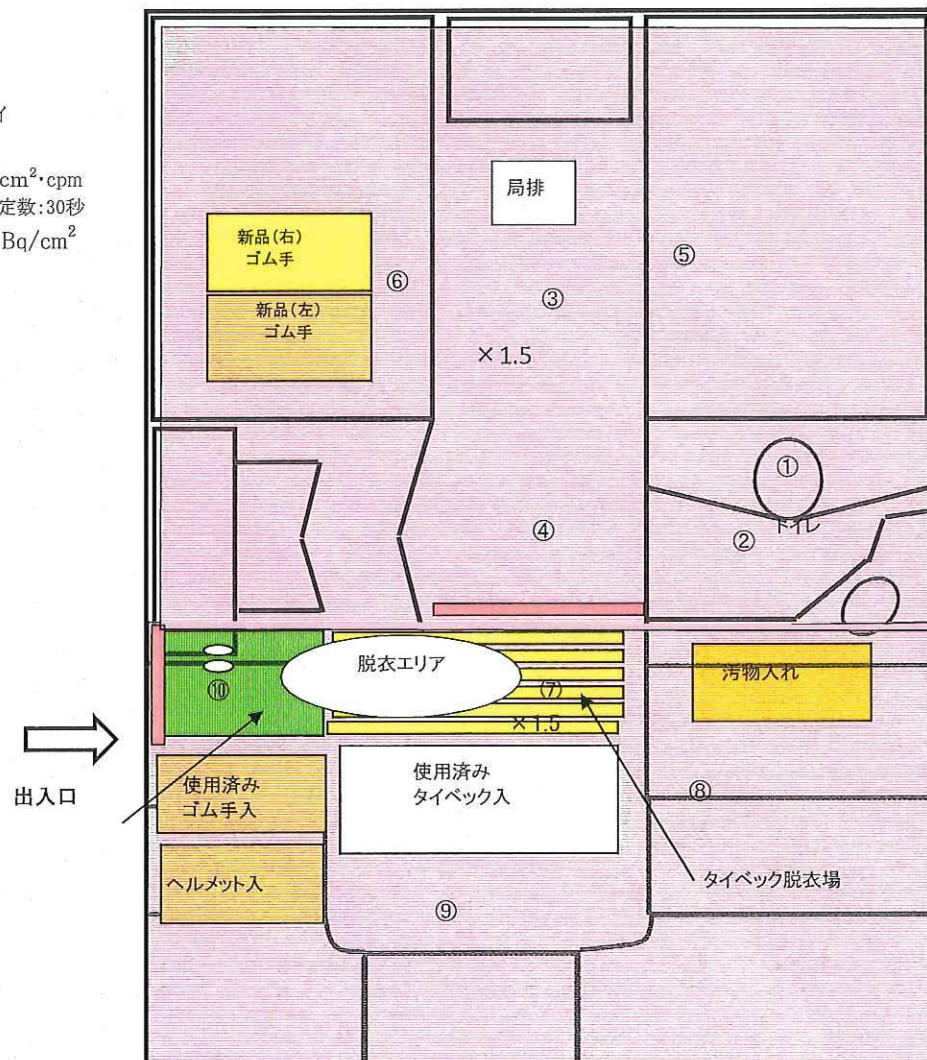 イ
cm²・cpm
定数:30秒
Bq/cm²
局排
新品(右)
ゴム手
⑥
⑤
③
新品(左)
ゴム手
×1.5
①
④
②
トイレ
脱衣エリア
⑩
(7)
汚物入れ
×1.5
使用済み
ゴム手入
使用済み
タイベック入
⑧
出入口
ヘルメット入
タイベック脱衣場
⑨